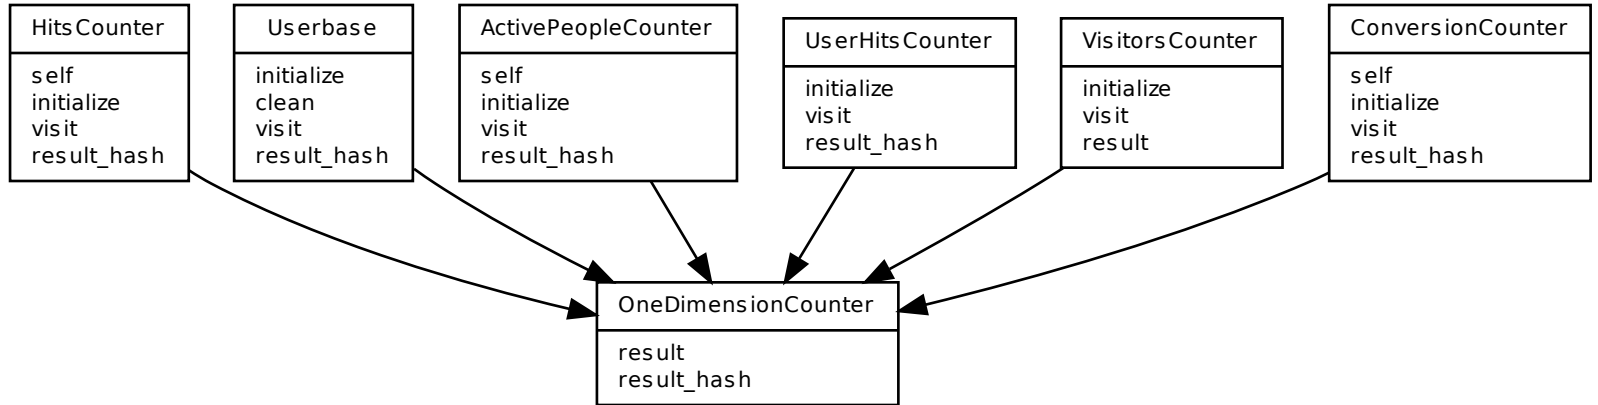 HitsCounter
self
initialize
visit
result_hash
Userbase
initialize
clean
visit
result_hash
ActivePeopleCounter
self
initialize
visit
result_hash
UserHitsCounter
initialize
visit
result_hash
VisitorsCounter
initialize
visit
result
ConversionCounter
self
initialize
visit
result_hash
OneDimensionCounter
result
result_hash